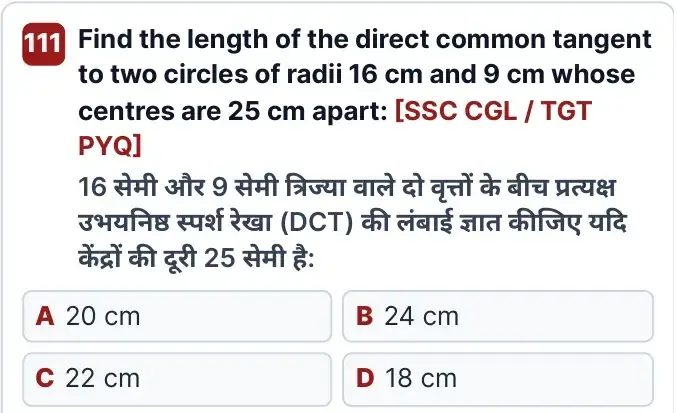 111 Find the length of the direct common tangent
to two circles of radii 16 cm and 9 cm whose
centres are 25 cm apart: [SSC CGL / TGT
PYQ]
16 सेमी और 9 सेमी त्रिज्या वाले दो वृत्तों के बीच प्रत्यक्ष
उभयनिष्ठ स्पर्श रेखा (DCT) की लंबाई ज्ञात कीजिए यदि
केंद्रों की दूरी 25 सेमी है:
A 20 cm
B 24 cm
C 22 cm
D 18 cm